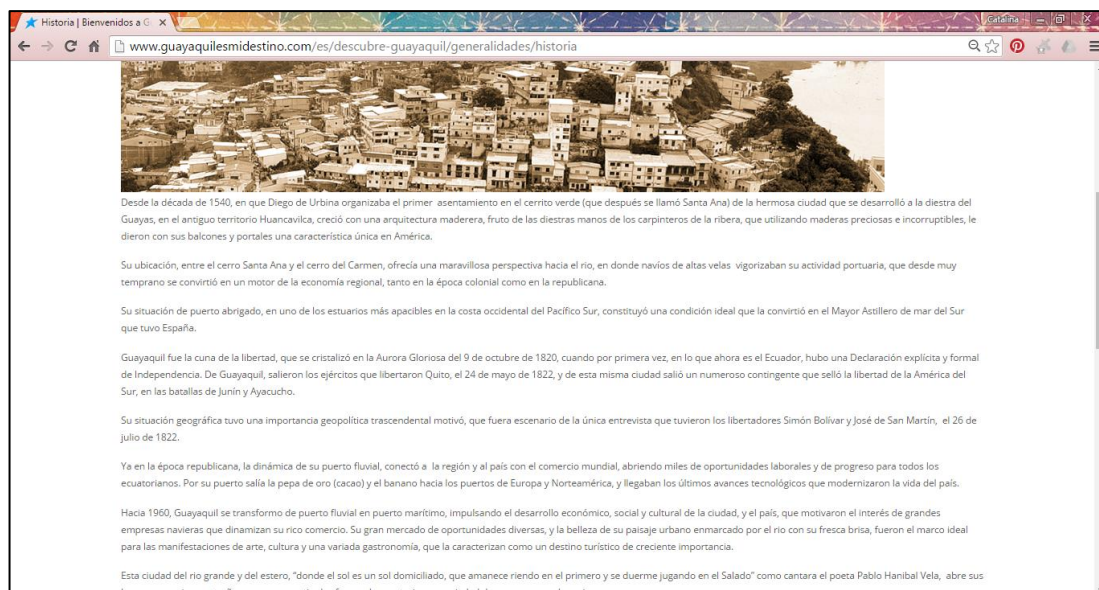 Historia | Bienvenidos a G
Catalina
www.guayaquilesmidestino.com/es/descubre-guayaquil/generalidades/historia
Desde la década de 1540, en que Diego de Urbina organizaba el primer asentamiento en el cerrito verde (que después se llamó Santa Ana) de la hermosa ciudad que se desarrolló a la diestra del
Guayas, en el antiguo territorio Huancavilca, creció con una arquitectura maderera, fruto de las diestras manos de los carpinteros de la ribera, que utilizando maderas preciosas e incorruptibles, le
dieron con sus balcones y portales una característica única en América.
Su ubicación, entre el cerro Santa Ana y el cerro del Carmen, ofrecía una maravillosa perspectiva hacia el rio, en donde navíos de altas velas vigorizaban su actividad portuaria, que desde muy
temprano se convirtió en un motor de la economía regional, tanto en la época colonial como en la republicana.
Su situación de puerto abrigado, en uno de los estuarios más apacibles en la costa occidental del Pacífico Sur, constituyó una condición ideal que la convirtió en el Mayor Astillero de mar del Sur
que tuvo España.
Guayaquil fue la cuna de la libertad, que se cristalizó en la Aurora Gloriosa del 9 de octubre de 1820, cuando por primera vez, en lo que ahora es el Ecuador, hubo una Declaración explícita y formal
de Independencia. De Guayaquil, salieron los ejércitos que libertaron Quito, el 24 de mayo de 1822, y de esta misma ciudad salió un numeroso contingente que selló la libertad de la América del
Sur, en las batallas de Junín y Ayacucho.
Su situación geográfica tuvo una importancia geopolítica trascendental motivó, que fuera escenario de la única entrevista que tuvieron los libertadores Simón Bolívar y José de San Martín, el 26 de
julio de 1822.
Ya en la época republicana, la dinámica de su puerto fluvial, conectó a la región y al país con el comercio mundial, abriendo miles de oportunidades laborales y de progreso para todos los
ecuatorianos. Por su puerto salía la pepa de oro (cacao) y el banano hacia los puertos de Europa y Norteamérica, y llegaban los últimos avances tecnológicos que modernizaron la vida del país.
Hacia 1960, Guayaquil se transformo de puerto fluvial en puerto marítimo, impulsando el desarrollo económico, social y cultural de la ciudad, y el país, que motivaron el interés de grandes
empresas navieras que dinamizan su rico comercio. Su gran mercado de oportunidades diversas, y la belleza de su paisaje urbano enmarcado por el rio con su fresca brisa, fueron el marco ideal
para las manifestaciones de arte, cultura y una variada gastronomía, que la caracterizan como un destino turístico de creciente importancia.
Esta ciudad del rio grande y del estero, "donde el sol es un sol domiciliado, que amanece riendo en el primero y se duerme jugando en el Salado" como cantara el poeta Pablo Hanibal Vela, abre sus